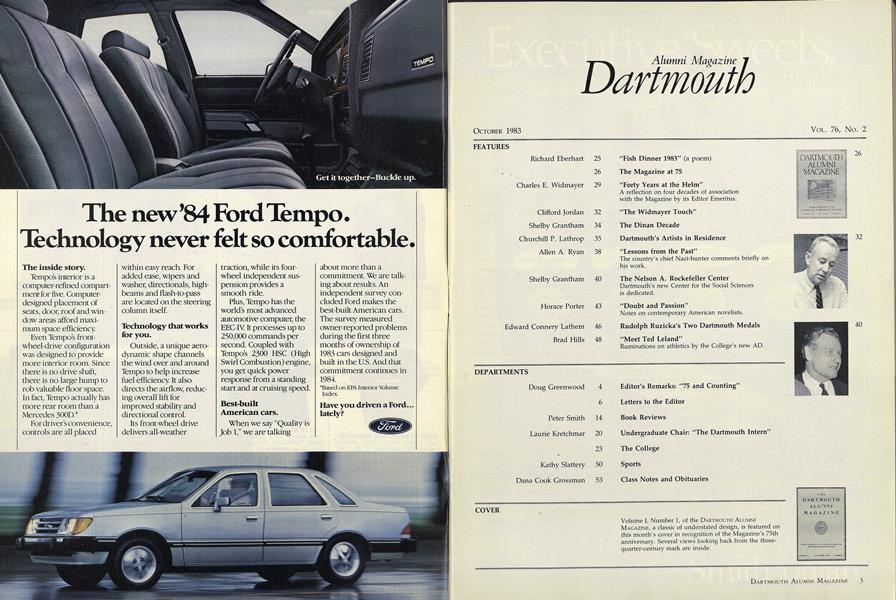 TEMPO
Get it together–Buckle up.
The new '84 Ford Tempo.
Technology never felt so comfortable.
The inside story.
Tempo's interior is a
computer-refined compart-
ment for five. Computer-
designed placement of
seats, door, roof and win-
dow areas afford maxi-
mum space efficiency.
Even Tempo's front-
wheel-drive configuration
was designed to provide
more interior room. Since
there is no drive shaft,
there is no large hump to
rob valuable floor space.
In fact, Tempo actually has
more rear room than a
Mercedes 300D.*
For driver's convenience,
controls are all placed
within easy reach. For
added ease, wipers and
washer, directionals, high-
beams and flash-to-pass
are located on the steering
column itself.
Technology that works
for you.
Outside, a unique aero-
dynamic shape channels
the wind over and around
Tempo to help increase
fuel efficiency. It also
directs the airflow, reduc-
ing overall lift for
improved stability and
directional control.
Its front-wheel drive
delivers all-weather
traction, while its four-
wheel independent sus-
pension provides a
smooth ride.
Plus, Tempo has the
world's most advanced
automotive computer, the
EEC-IV. It processes up to
250,000 commands per
second. Coupled with
Tempo's 2300 HSC (High
Swirl Combustion) engine,
you get quick power
response from a standing
start and at cruising speed.
Best-built
American cars.
When we say "Quality is
Job 1," we are talking
about more than a
commitment. We are talk-
ing about results. An
independent survey con-
cluded Ford makes the
best-built American cars.
The survey measured
owner-reported problems
during the first three
months of ownership of
1983 cars designed and
built in the U.S. And that
commitment continues in
1984.
*Based on EPA Interior Volume
Index.
Have you driven a Ford...
lately?
Ford
Executive Sweets.
Alumni Magazine
Dartmouth
OCTOBER 1983
VOL. 76, NO. 2
FEATURES
Richard Eberhart 25 "Fish Dinner 1983" (a poem)
26 The Magazine at 75
Charles E. Widmayer 29 "Forty Years at the Helm"
A reflection on four decades of association
with the Magazine by its Editor Emeritus.
Clifford Jordan 32 "The Widmayer Touch"
Shelby Grantham 34 The Dinan Decade
Churchill P. Lathrop 35 Dartmouth's Artists in Residence
Allen A. Ryan 38 "Lessons from the Past"
The country's chief Nazi-hunter comments briefly on
his work.
Shelby Grantham 40 The Nelson A. Rockefeller Center
Dartmouth's new Center for the Social Sciences
is dedicated.
Horace Porter 43 "Doubt and Passion"
Notes on contemporary American novelists.
Edward Connery Lathem 46 Rudolph Ruzicka's Two Dartmouth Medals
Brad Hills 48 "Meet Ted Leland"
Ruminations on athletics by the College's new AD.
DARTMOUTH
ALUMNI
MAGAZINE
26
32
40
DEPARTMENTS
Doug Greenwood 4 Editor's Remarks: "75 and Counting"
6 Letters to the Editor
Peter Smith 14 Book Reviews
Laurie Kretchmar 20 Undergraduate Chair: "The Dartmouth Intern"
23 The College
Kathy Slattery 50 Sports
Dana Cook Grossman 53 Class Notes and Obituaries
COVER
Volume I, Number 1, of the DARTMOUTH ALUMNI
MAGAZINE, a classic of understated design, is featured on
this month's cover in recognition of the Magazine's 75th
anniversary. Several views looking back from the three-
quarter-century mark are inside.
THE
DARTMOUTH
ALUMNI
MAGAZINE
Smithsonian
DARTMOUTH ALUMNI MAGAZINE 3